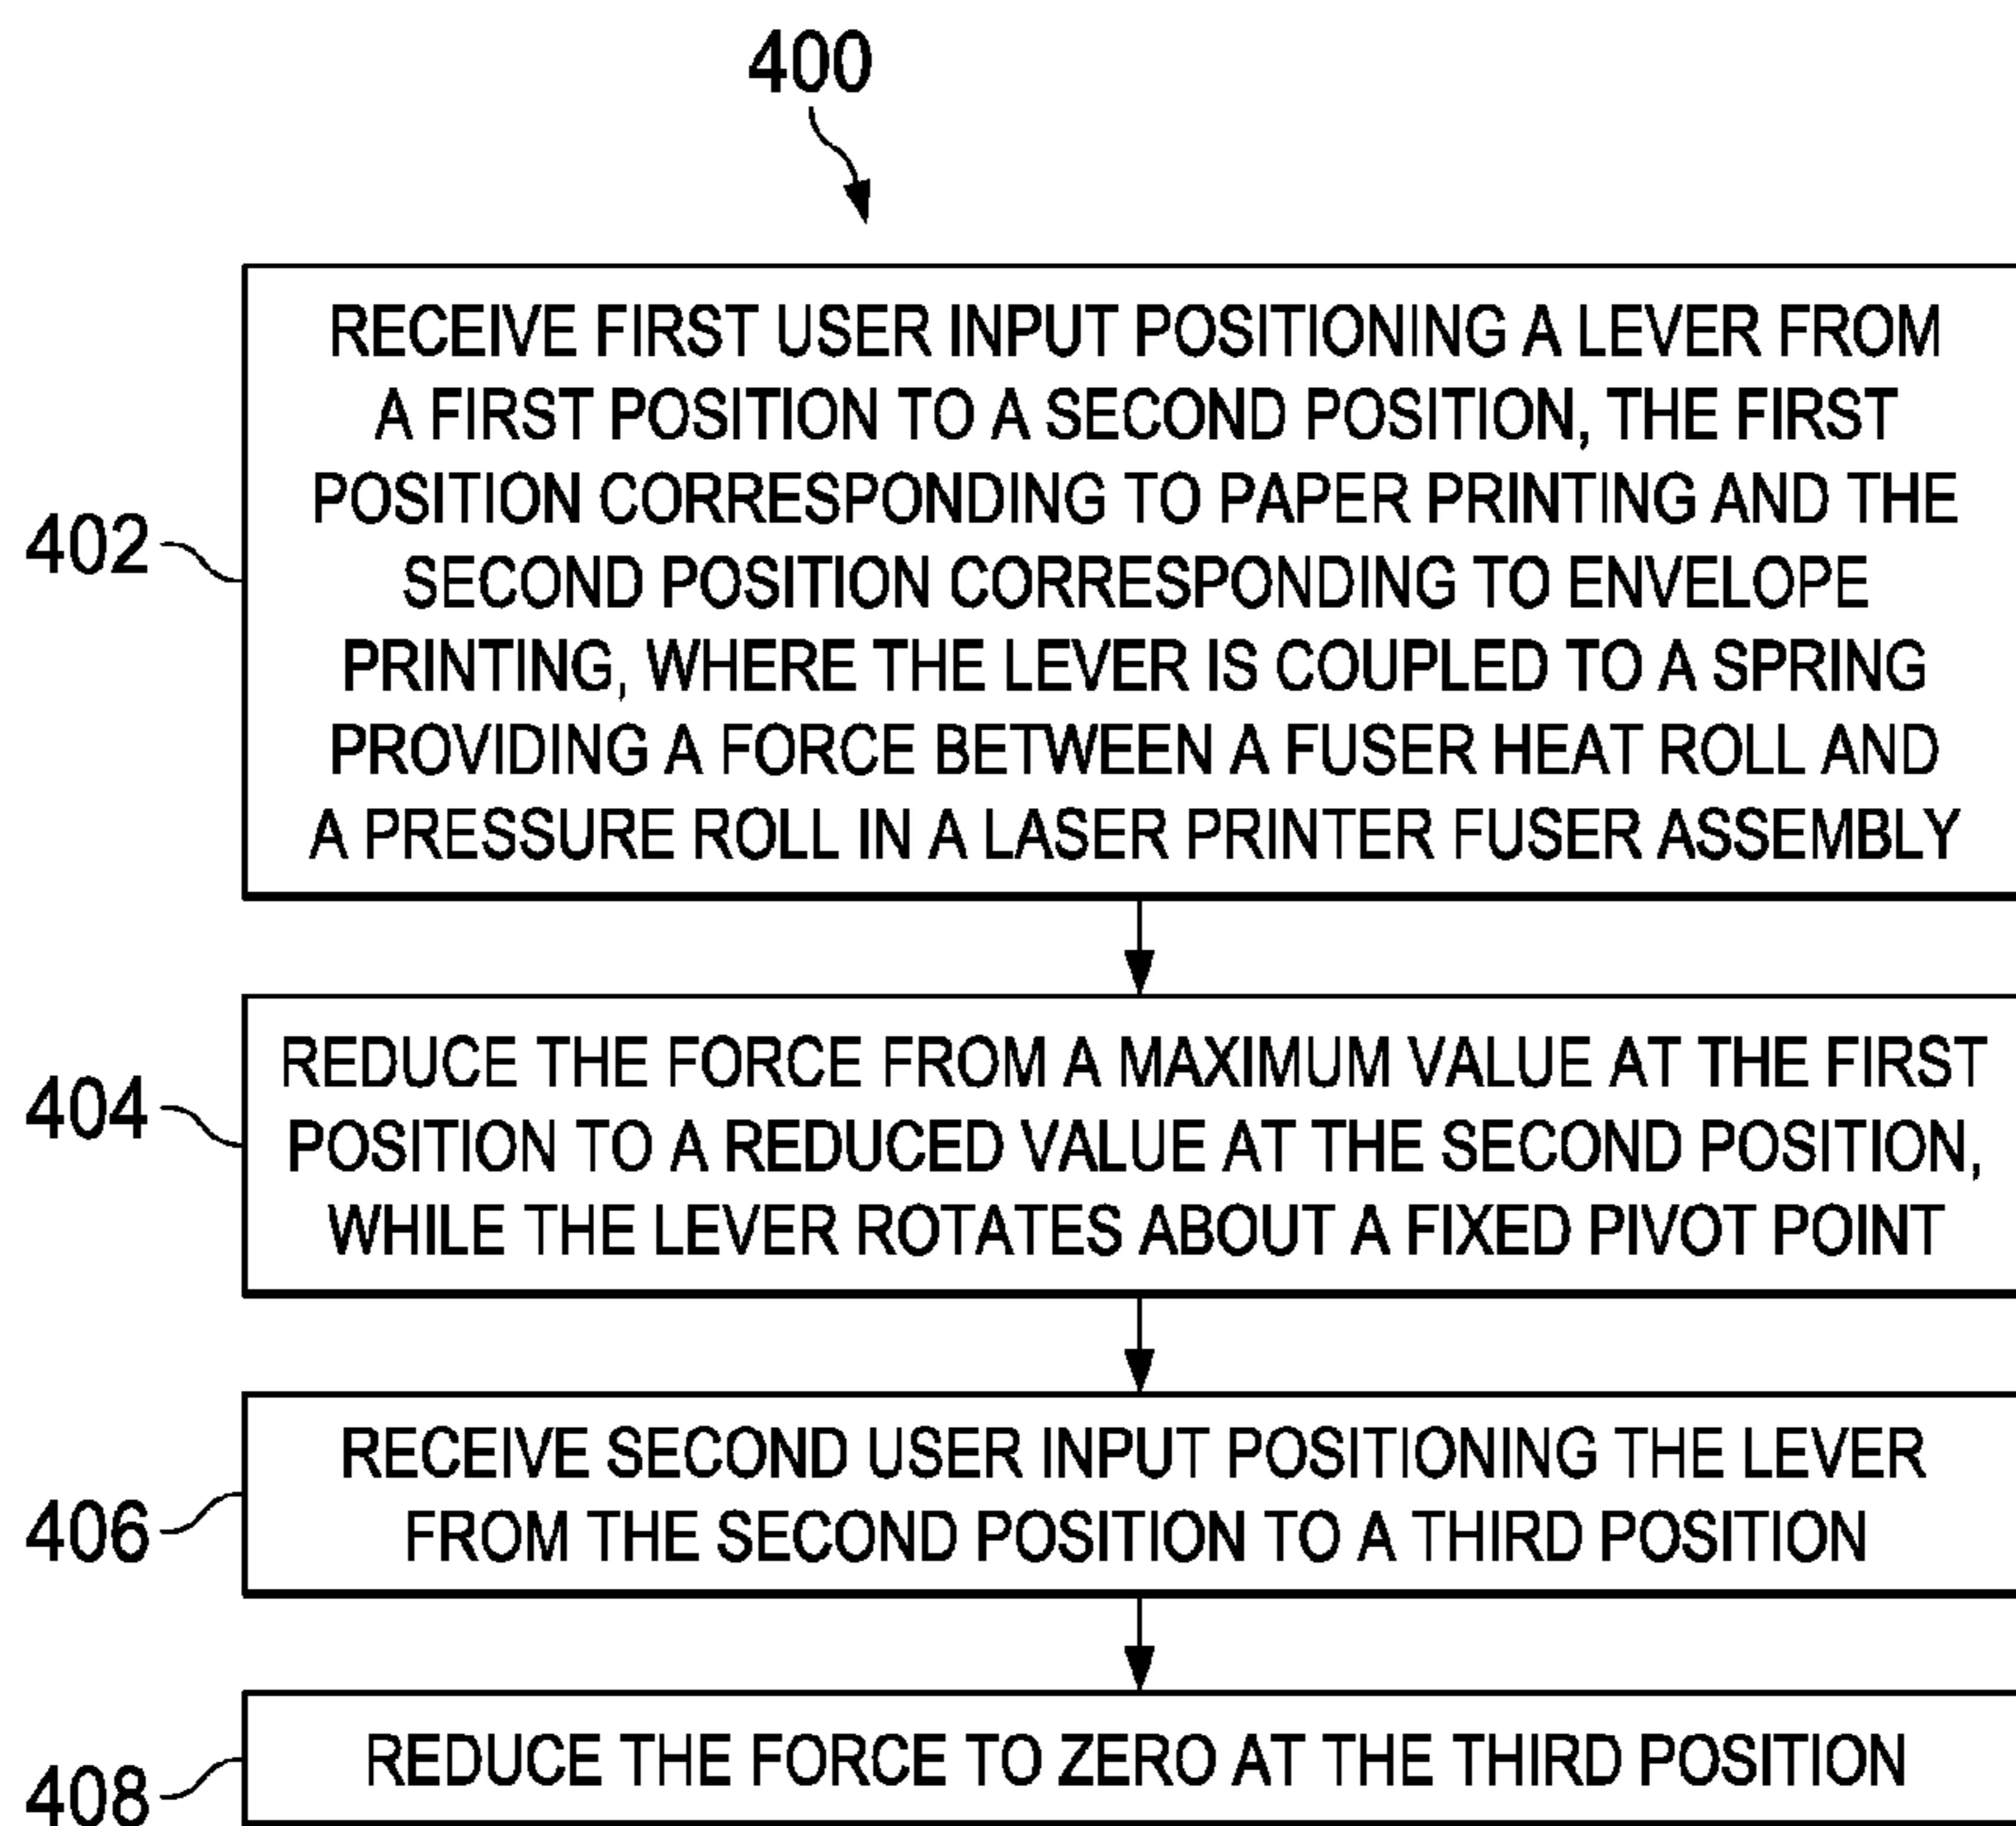 400
RECEIVE FIRST USER INPUT POSITIONING A LEVER FROM
A FIRST POSITION TO A SECOND POSITION, THE FIRST
POSITION CORRESPONDING TO PAPER PRINTING AND THE
SECOND POSITION CORRESPONDING TO ENVELOPE
PRINTING, WHERE THE LEVER IS COUPLED TO A SPRING
PROVIDING A FORCE BETWEEN A FUSER HEAT ROLL AND
A PRESSURE ROLL IN A LASER PRINTER FUSER ASSEMBLY
402
REDUCE THE FORCE FROM A MAXIMUM VALUE AT THE FIRST
POSITION TO A REDUCED VALUE AT THE SECOND POSITION,
WHILE THE LEVER ROTATES ABOUT A FIXED PIVOT POINT
404
RECEIVE SECOND USER INPUT POSITIONING THE LEVER
FROM THE SECOND POSITION TO A THIRD POSITION
406
REDUCE THE FORCE TO ZERO AT THE THIRD POSITION
408